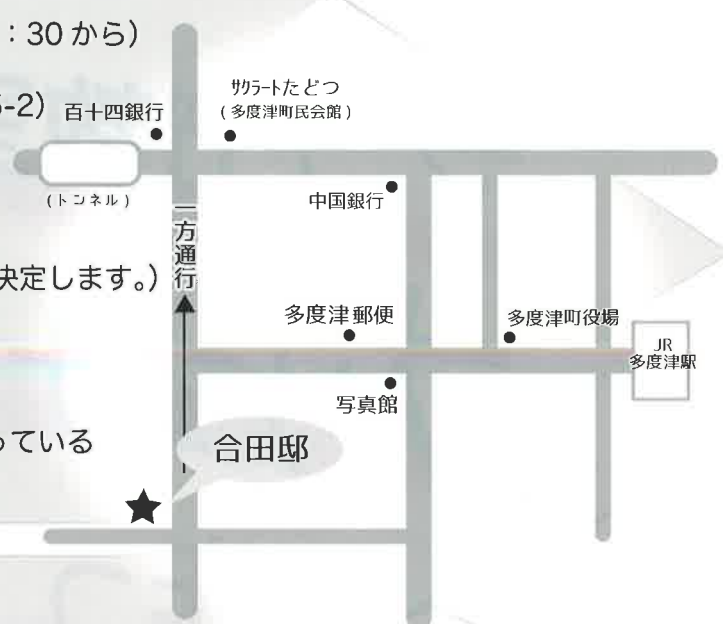 ：30 から）
サクラートたどつ
（多度津町民会館）
-2）
百十四銀行
（トンネル）
中国銀行
一方通行
決定します。）
多度津郵便
多度津町役場
JR
多度津駅
写真館
っている
合田邸